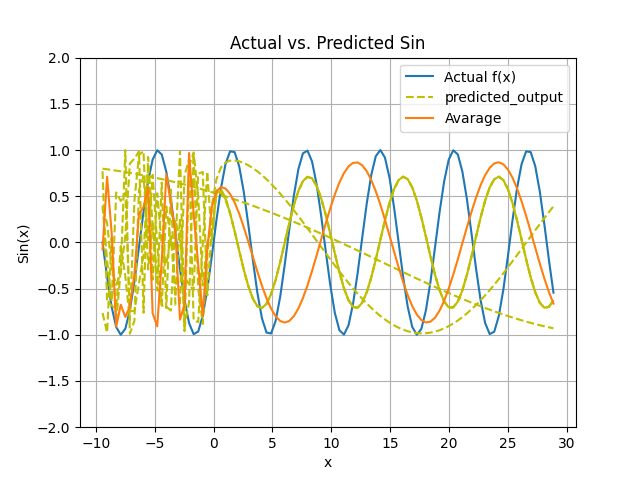 Actual vs. Predicted Sin
Actual f(x)
predicted_output
Avarage
2.0
1.5
1.0
0.5
0.0
−0.5
−1.0
−1.5
−2.0
Sin(x)
−10 −5 0 5 10 15 20 25 30
x